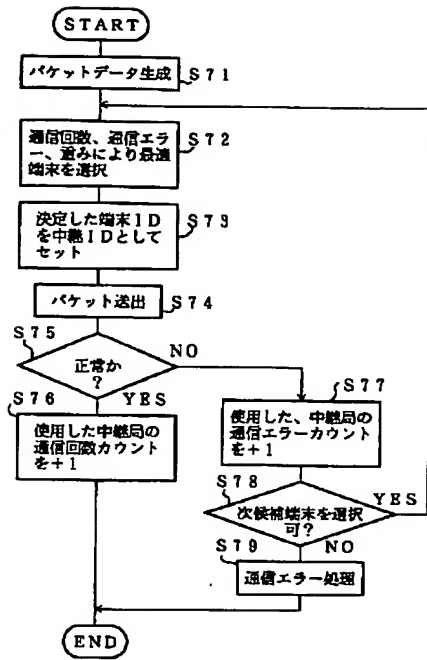 START
パケットデータ生成
S71
通信回数、通信エラ
ー、重みにより最適
端末を選択
S72
決定した端末ID
を中継IDとして
セット
S73
パケット送出
S74
S75
正常か
?
NO
YES
S76
使用した中継局の
通信回数カウント
を+1
S77
使用した、中継局の
通信エラーカウント
を+1
S78
次候補端末を選択
可?
YES
NO
S79
通信エラー処理
END